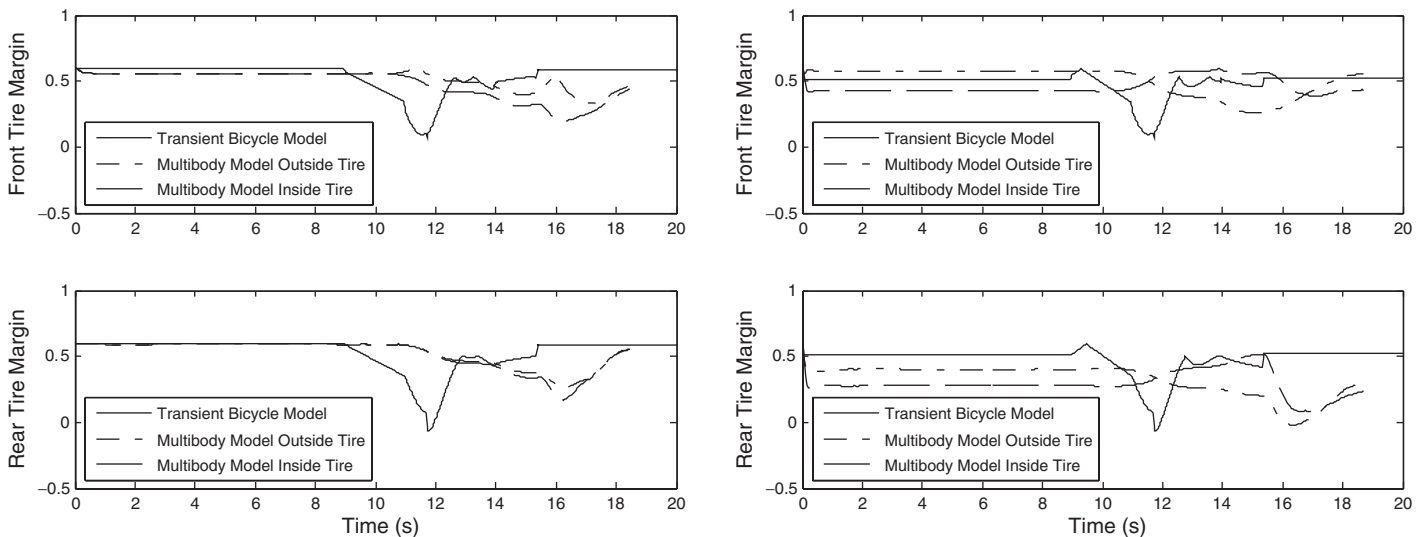 Front Tire Margin
1
0.5
0
−0.5
Transient Bicycle Model
Multibody Model Outside Tire
Multibody Model Inside Tire
0 2 4 6 8 10 12 14 16 18 20
Front Tire Margin
1
0.5
0
−0.5
Transient Bicycle Model
Multibody Model Outside Tire
Multibody Model Inside Tire
0 2 4 6 8 10 12 14 16 18 20
Rear Tire Margin
1
0.5
0
−0.5
Transient Bicycle Model
Multibody Model Outside Tire
Multibody Model Inside Tire
0 2 4 6 8 10 12 14 16 18 20
Time (s)
Rear Tire Margin
1
0.5
0
−0.5
Transient Bicycle Model
Multibody Model Outside Tire
Multibody Model Inside Tire
0 2 4 6 8 10 12 14 16 18 20
Time (s)